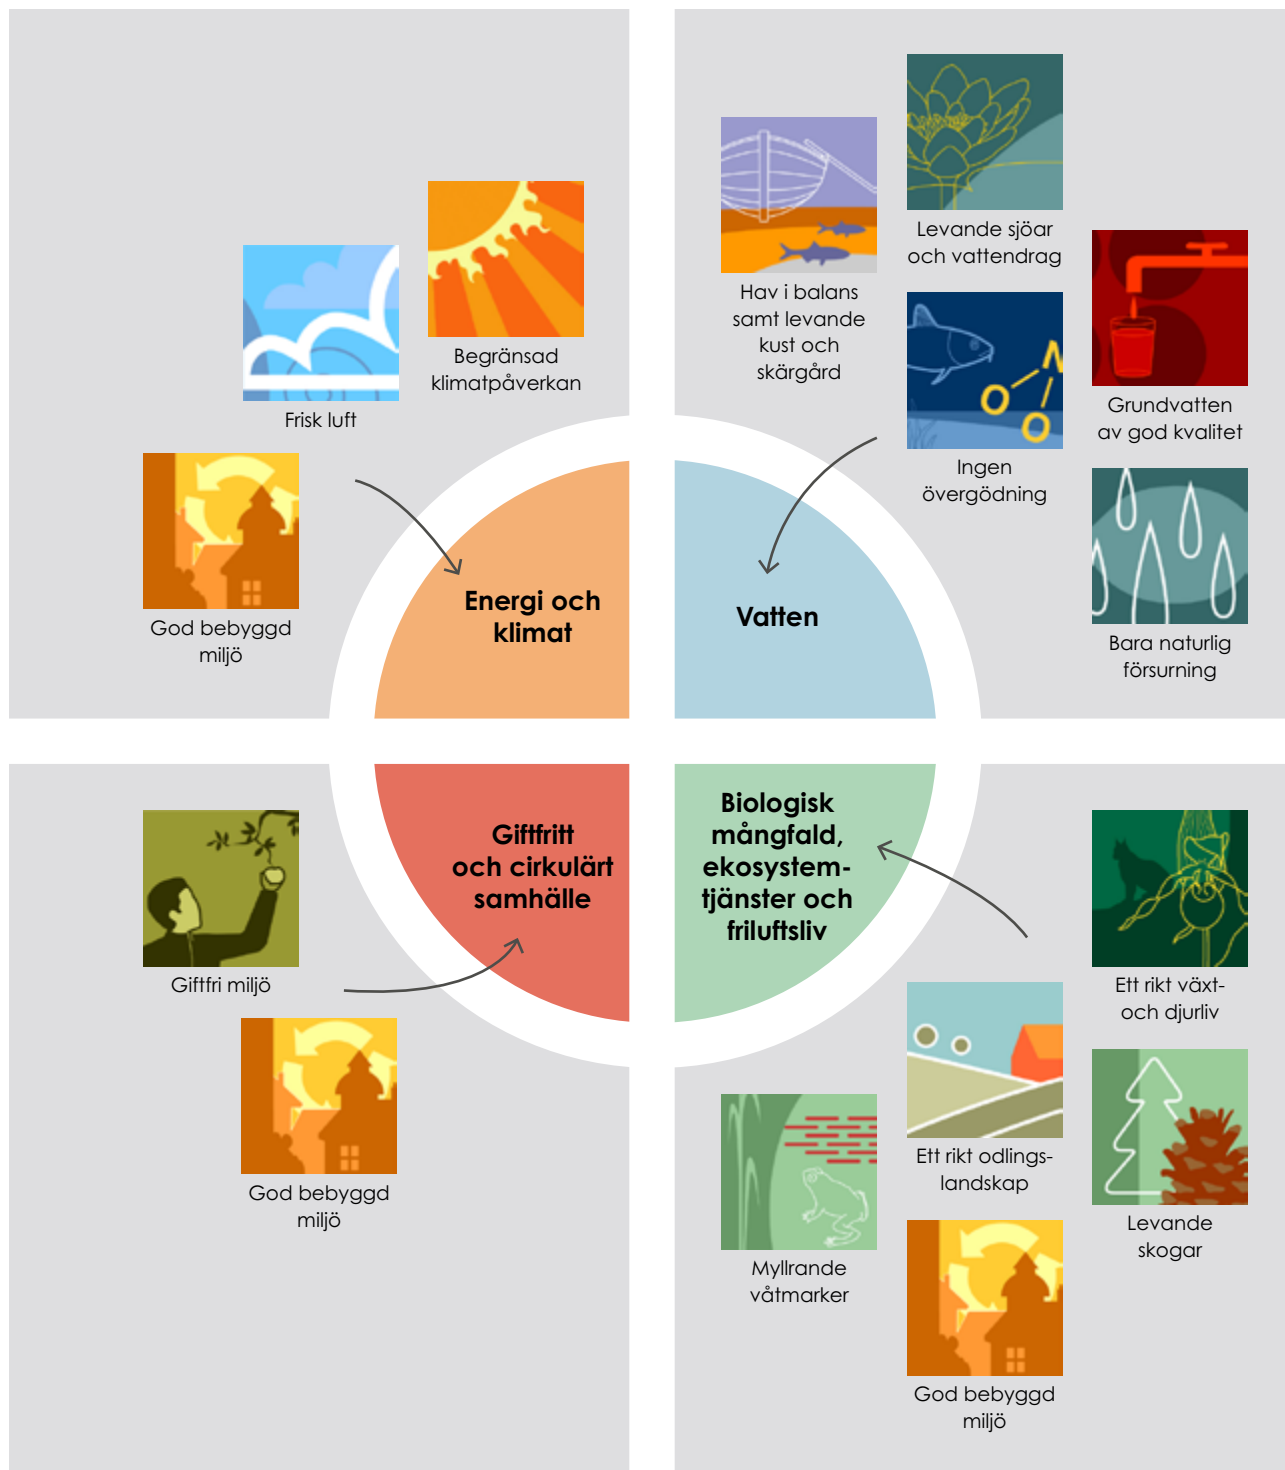 Begränsad
klimatpåverkan
Frisk luft
God bebyggd
miljö
Energi och
klimat
Levande sjöar
och vattendrag
Hav i balans
samt levande
kust och
skärgård
N
O
O
Ingen
övergödning
Grundvatten
av god kvalitet
Bara naturlig
försurning
Vatten
Giftfritt
och cirkulärt
samhälle
Giftfri miljö
God bebyggd
miljö
Biologisk
mångfald,
ekosystem-
tjänster och
friluftsliv
Ett rikt växt-
och djurliv
Ett rikt odlings-
landskap
Levande
skogar
Myllrande
våtmarker
God bebyggd
miljö